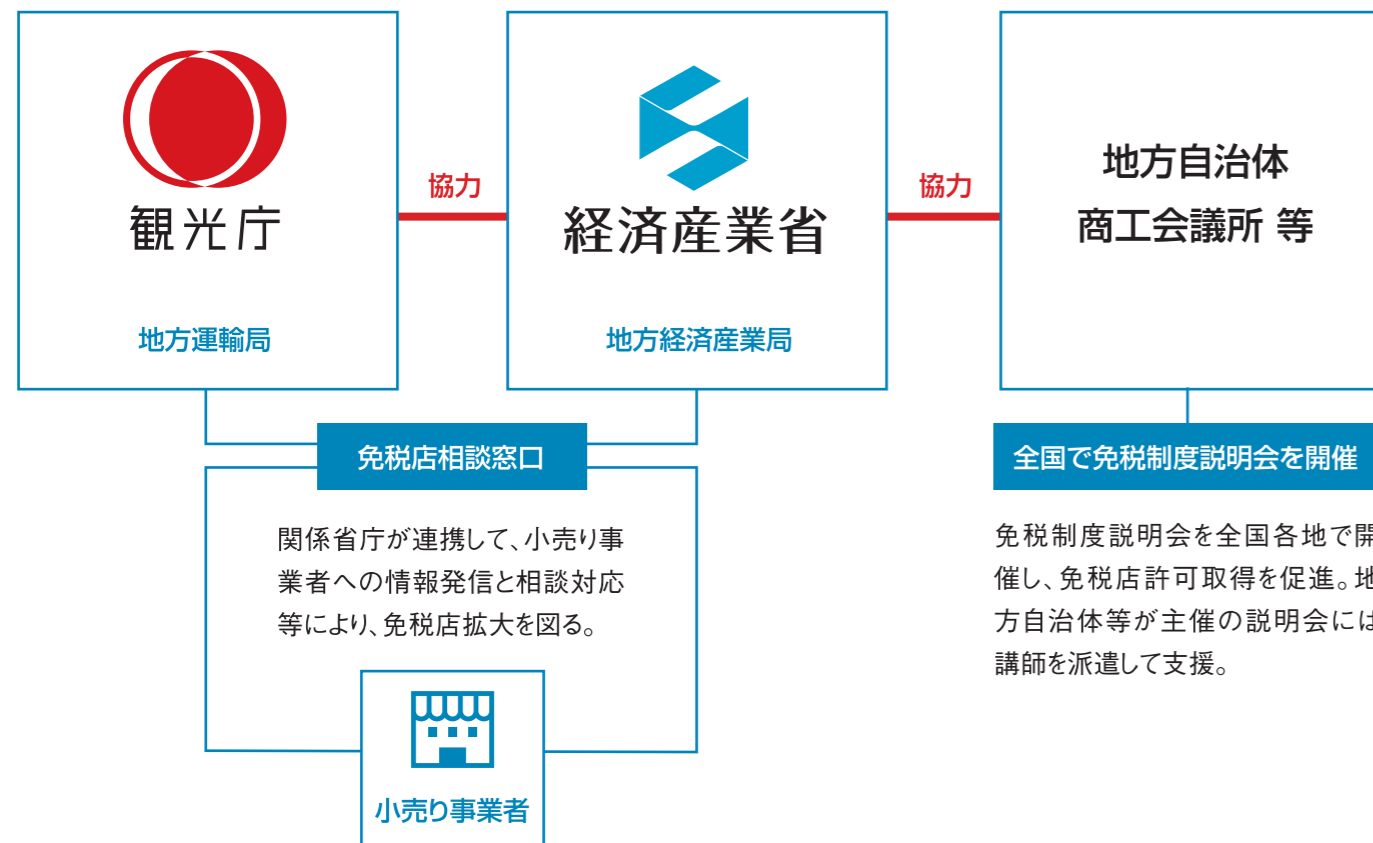 観光庁
地方運輸局
協力
経済産業省
地方経済産業局
協力
地方自治体
商工会議所 等
免税店相談窓口
関係省庁が連携して、小売り事
業者への情報発信と相談対応
等により、免税店拡大を図る。
小売り事業者
全国で免税制度説明会を開催
免税制度説明会を全国各地で開
催し、免税店許可取得を促進。地
方自治体等が主催の説明会には
講師を派遣して支援。